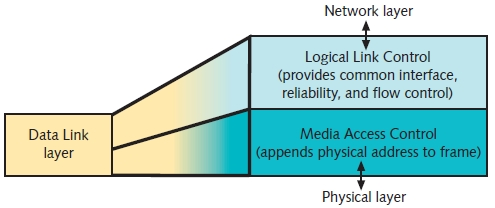 Network layer
Logical Link Control
(provides common interface,
reliability, and flow control)
Data Link
layer
Media Access Control
(appends physical address to frame)
Physical layer